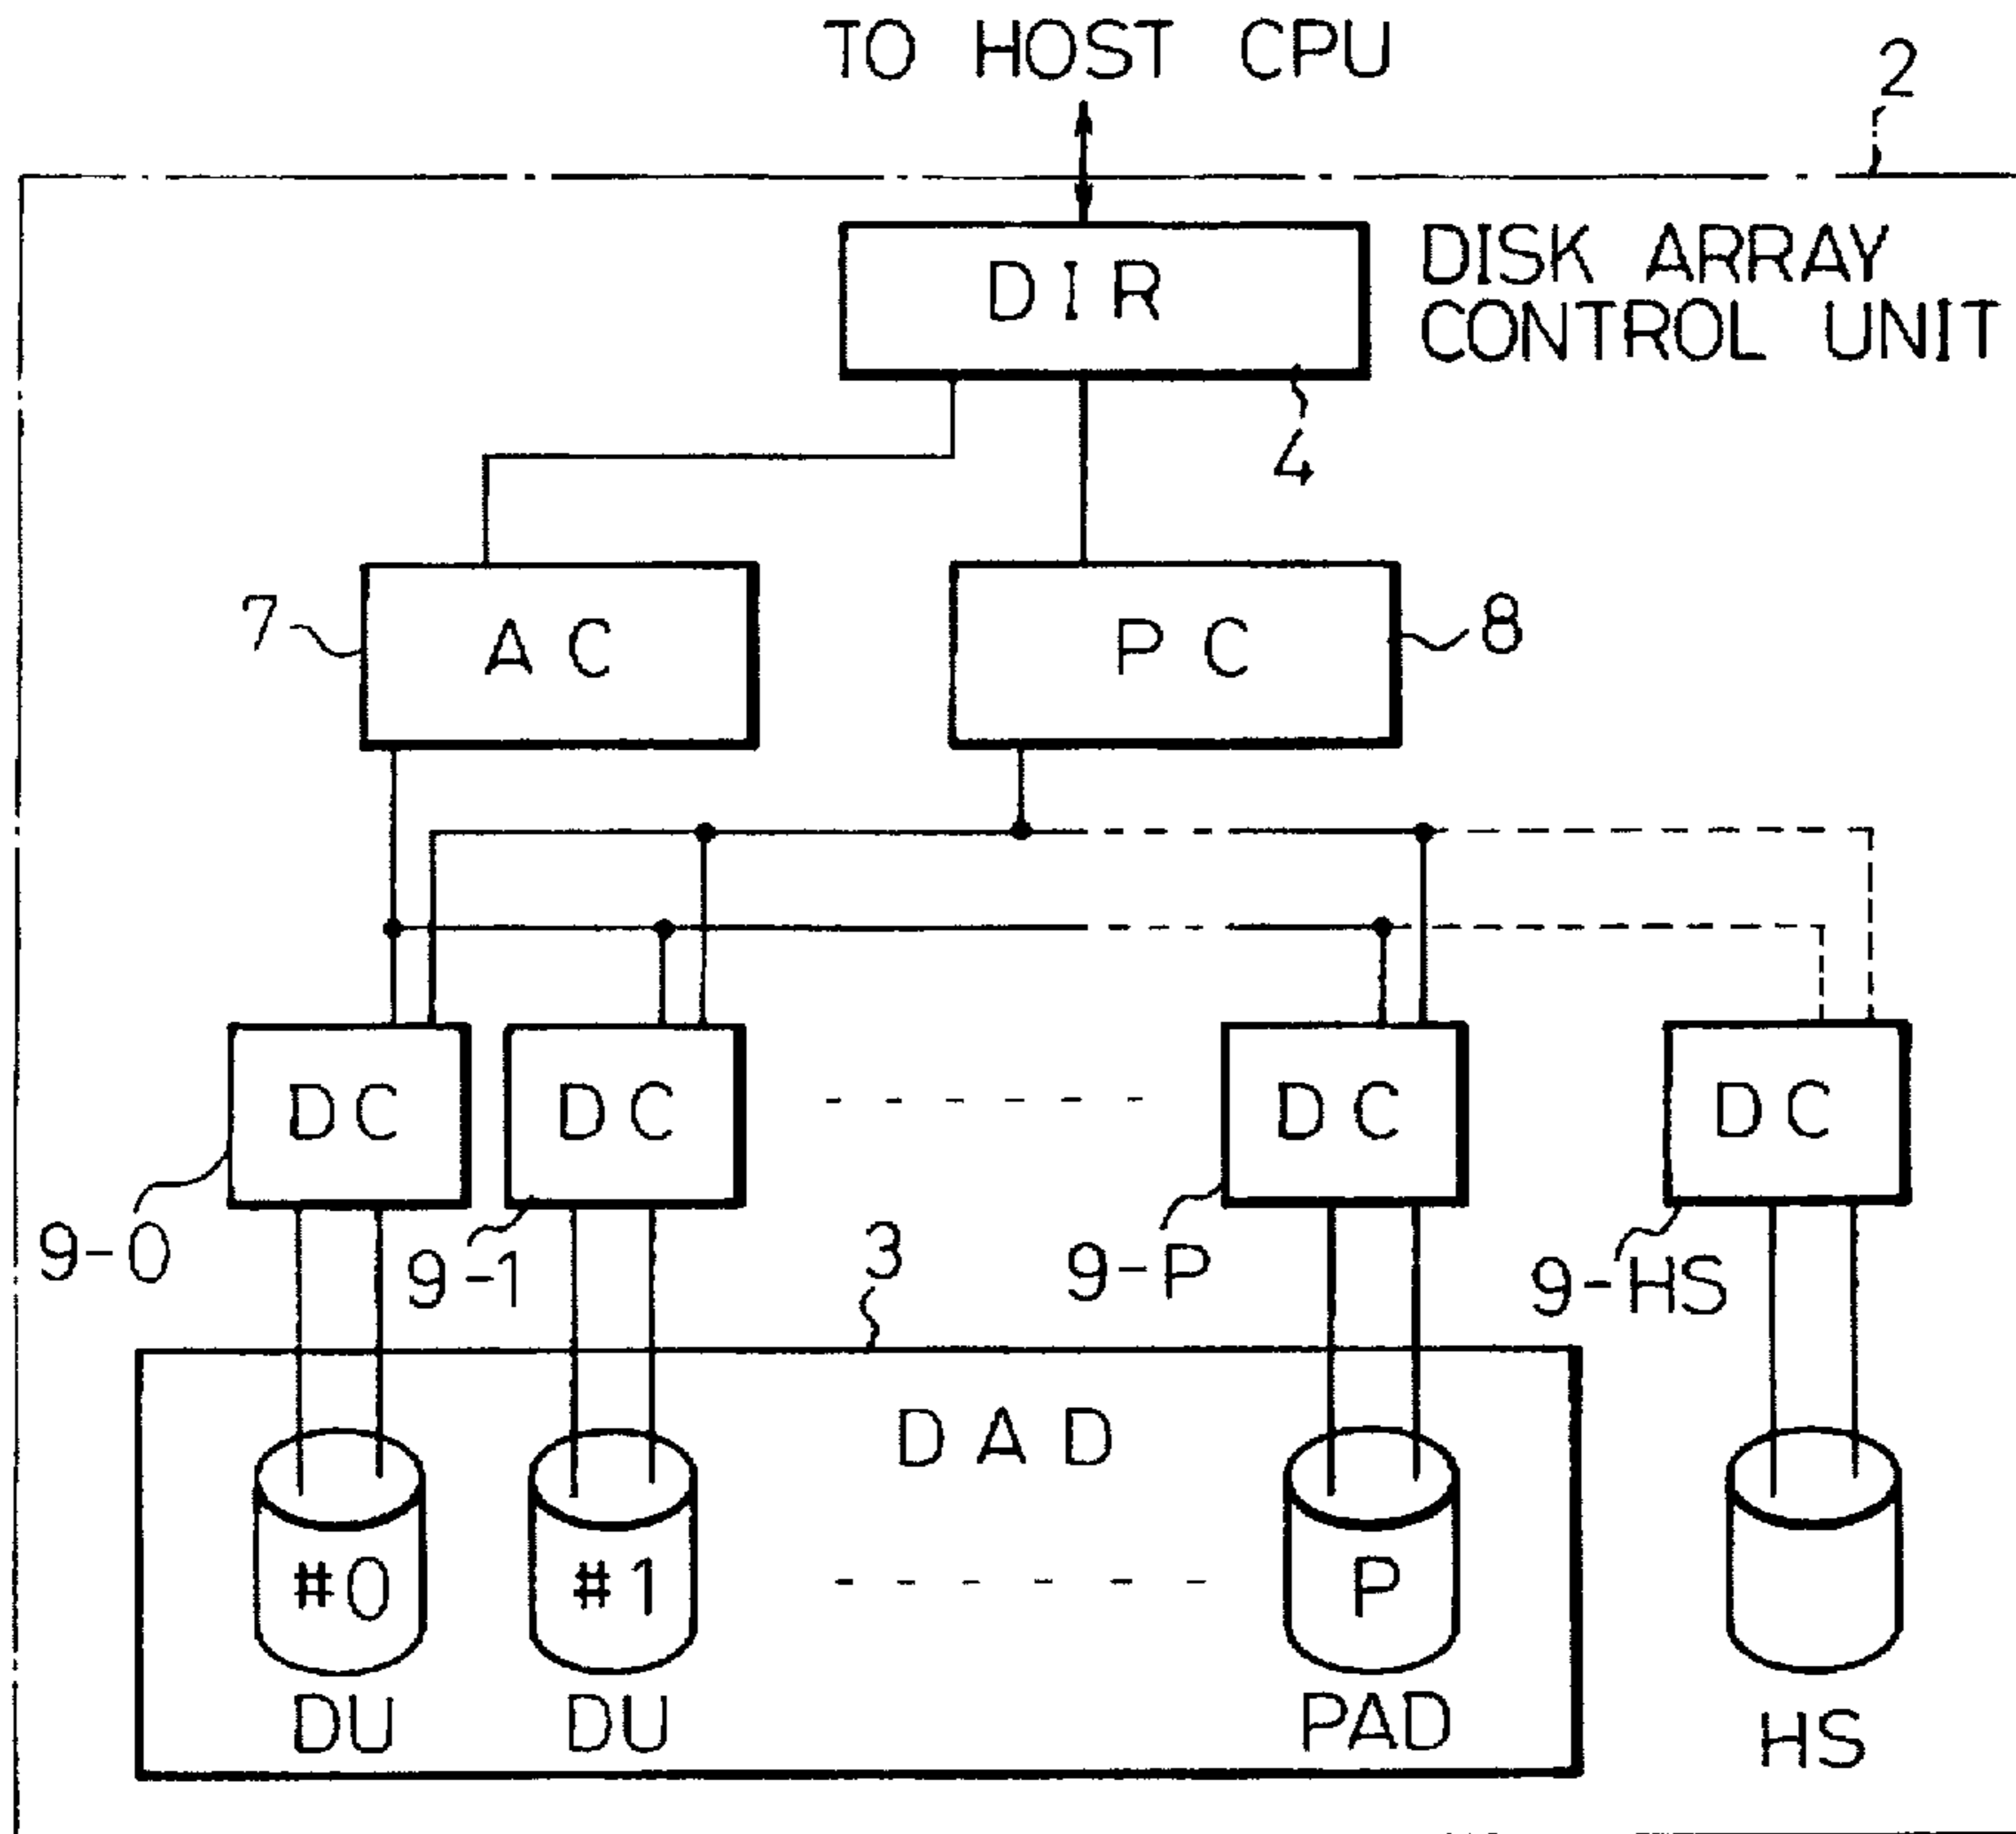 TO HOST CPU
2
DIR
DISK ARRAY
CONTROL UNIT
4
7
AC
PC
8
DC
DC
DC
DC
9-0
9-1
3
9-P
9-HS
DAD
#0
#1
P
DU
DU
PAD
HS